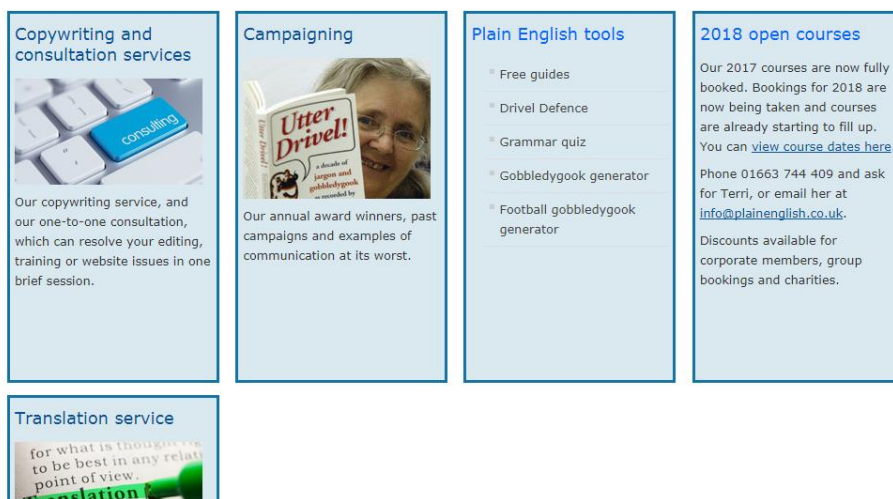 Copywriting and
consultation services
consulting
Our copywriting service, and
our one-to-one consultation,
which can resolve your editing,
training or website issues in one
brief session.
Campaigning
Utter Drivel!
Utter
Drivel!
a decade of
jargon and
gobbledygook
as recorded by
Our annual award winners, past
campaigns and examples of
communication at its worst.
Plain English tools
Free guides
Drivel Defence
Grammar quiz
Gobbledygook generator
Football gobbledygook
generator
2018 open courses
Our 2017 courses are now fully
booked. Bookings for 2018 are
now being taken and courses
are already starting to fill up.
You can view course dates here
Phone 01663 744 409 and ask
for Terri, or email her at
info@plainenglish.co.uk.
Discounts available for
corporate members, group
bookings and charities.
Translation service
for what is thought
to be best in any
point of view.
Translation